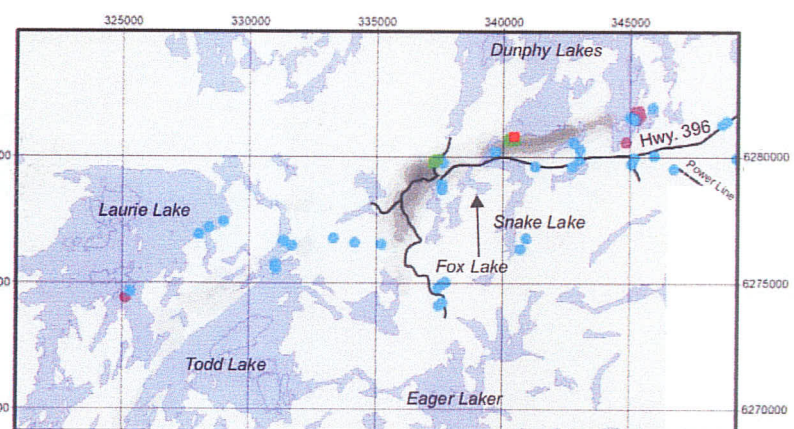 325000 330000 335000 340000 345000
Dunphy Lakes
Hwy. 396
6280000
Power Line
Laurie Lake
Snake Lake
Fox Lake
6275000
Todd Lake
Eager Laker
6270000